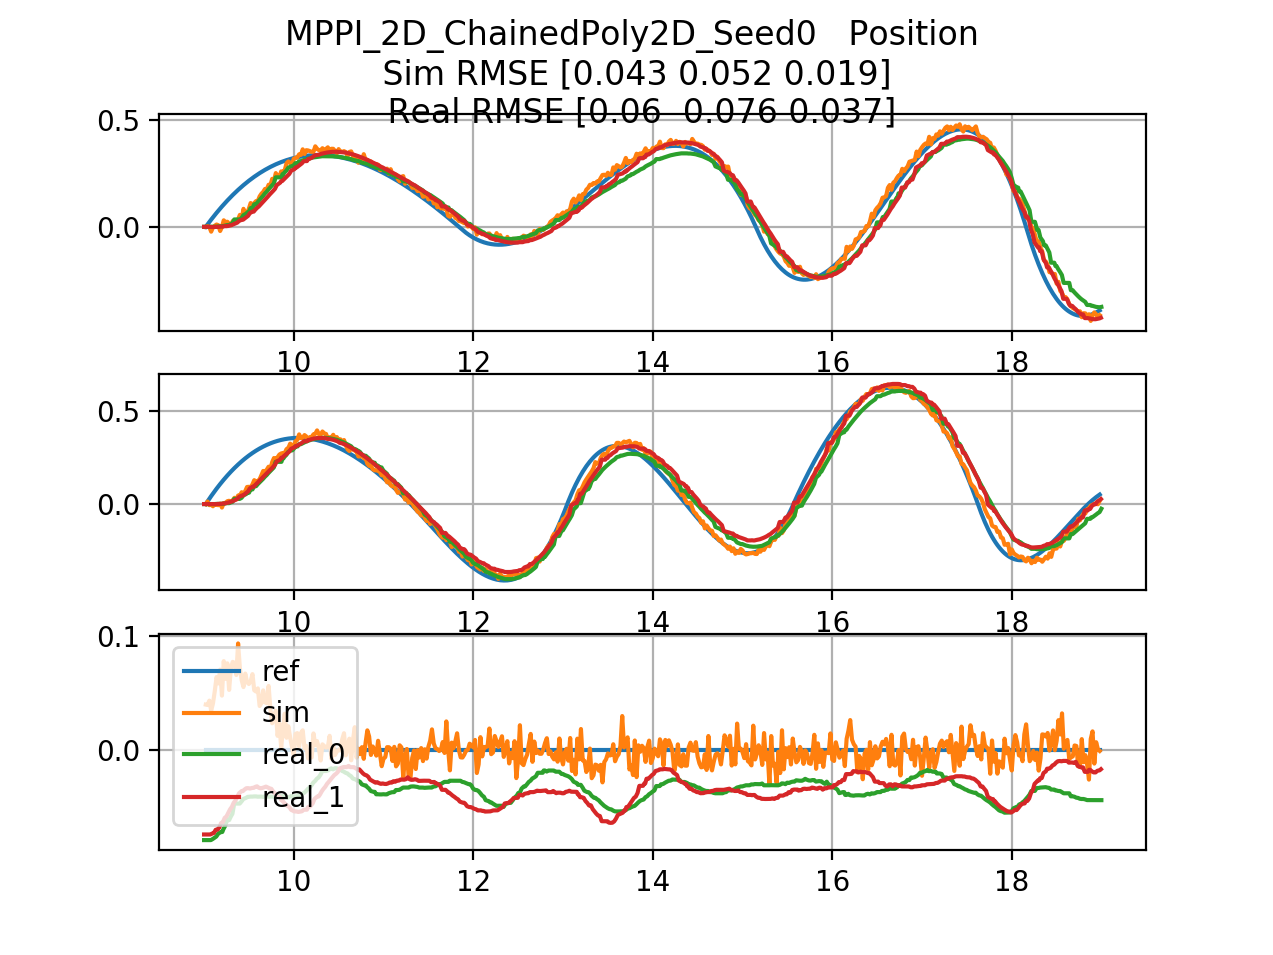 MPPI_2D_ChainedPoly2D_Seed0   Position
Sim RMSE [0.043 0.052 0.019]
Real RMSE [0.06  0.076 0.037]
0.5
0.0
10 12 14 16 18
0.5
0.0
10 12 14 16 18
0.1
0.0
ref
sim
real_0
real_1
10 12 14 16 18